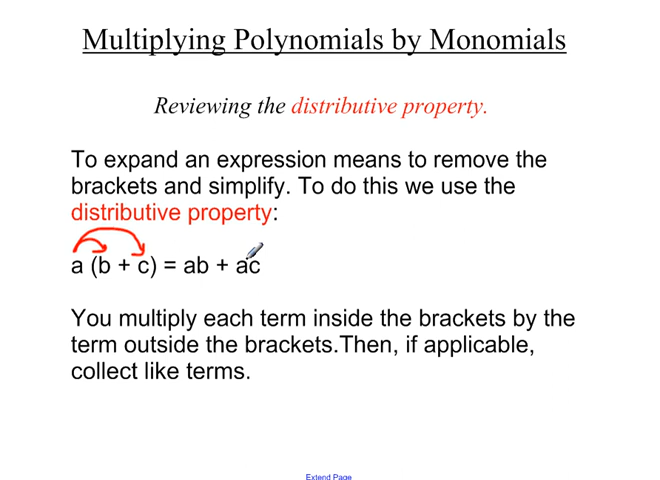 Multiplying Polynomials by Monomials
Reviewing the distributive property.
To expand an expression means to remove the
brackets and simplify. To do this we use the
distributive property:
a (b + c) = ab + ac
You multiply each term inside the brackets by the
term outside the brackets.Then, if applicable,
collect like terms.
Extend Page